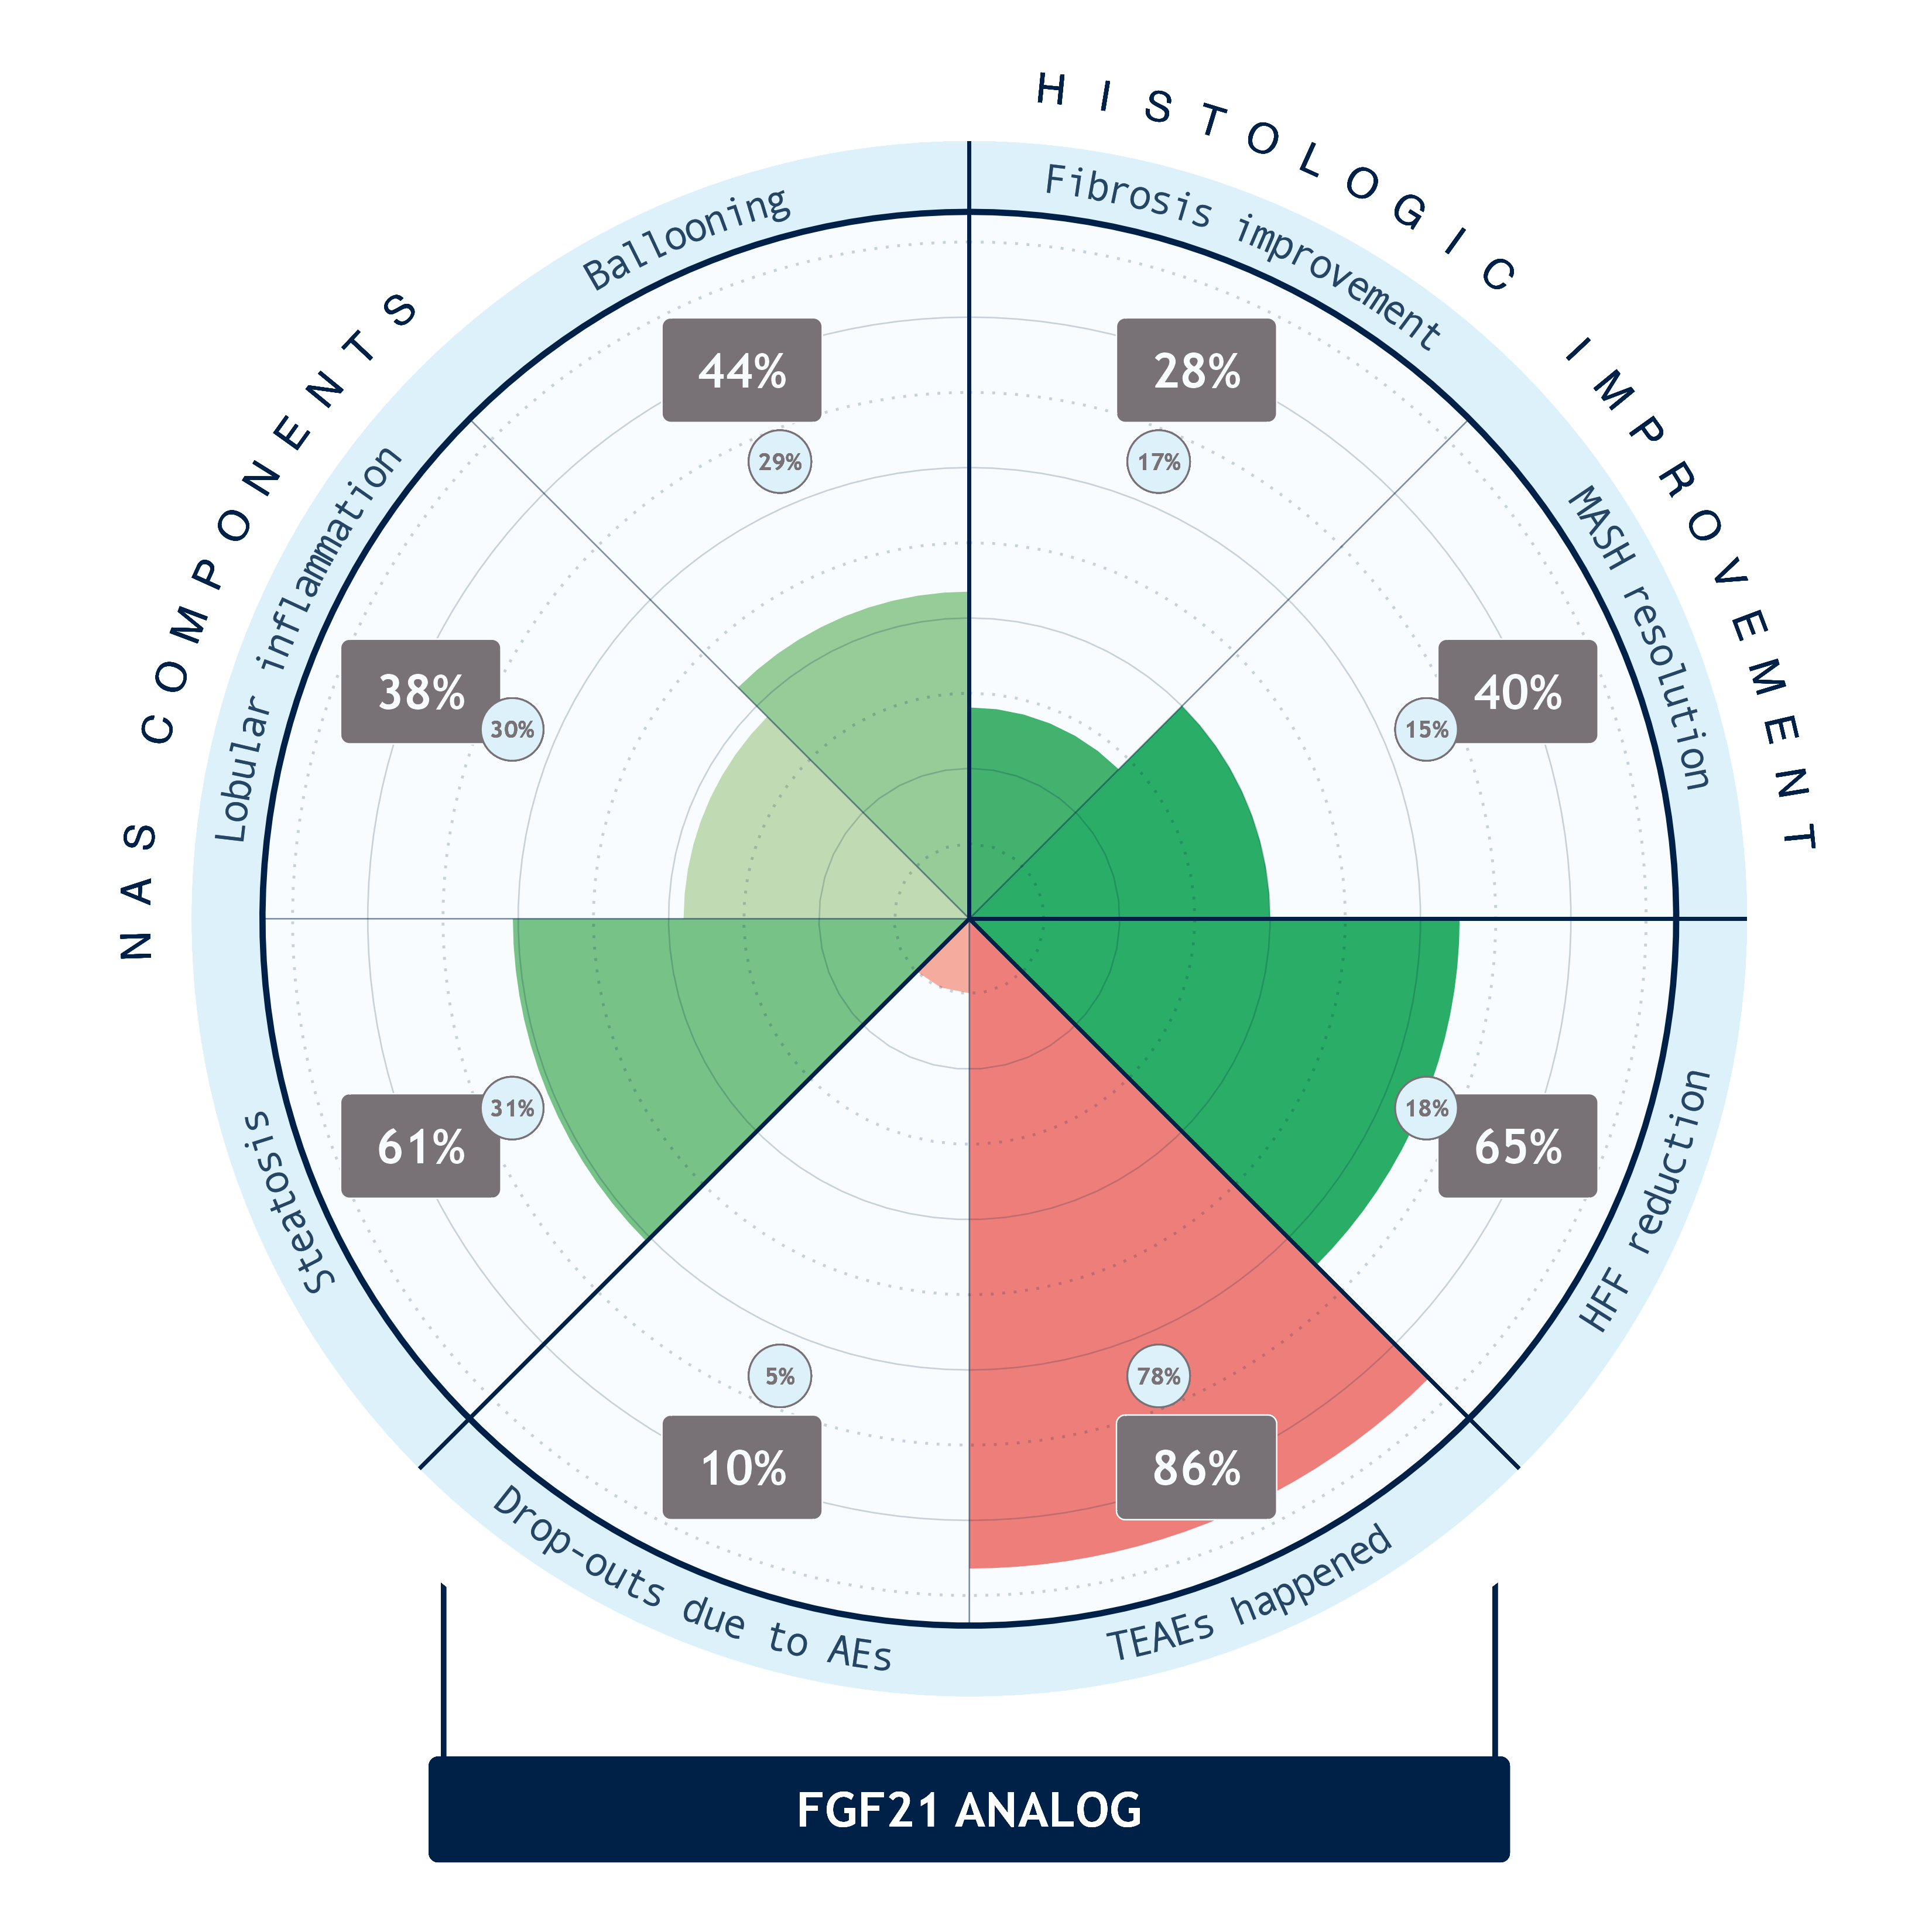 HISTOLOGIC IMPROVEMENT
NAS COMPONENTS
Fibrosis improvement
28%
17%
MASH resolution
40%
15%
HFF reduction
65%
18%
TEAEs happened
86%
78%
Drop-outs due to AEs
10%
5%
Steatosis
61%
31%
Lobular inflammation
38%
30%
Ballooning
44%
29%
FGF21 ANALOG